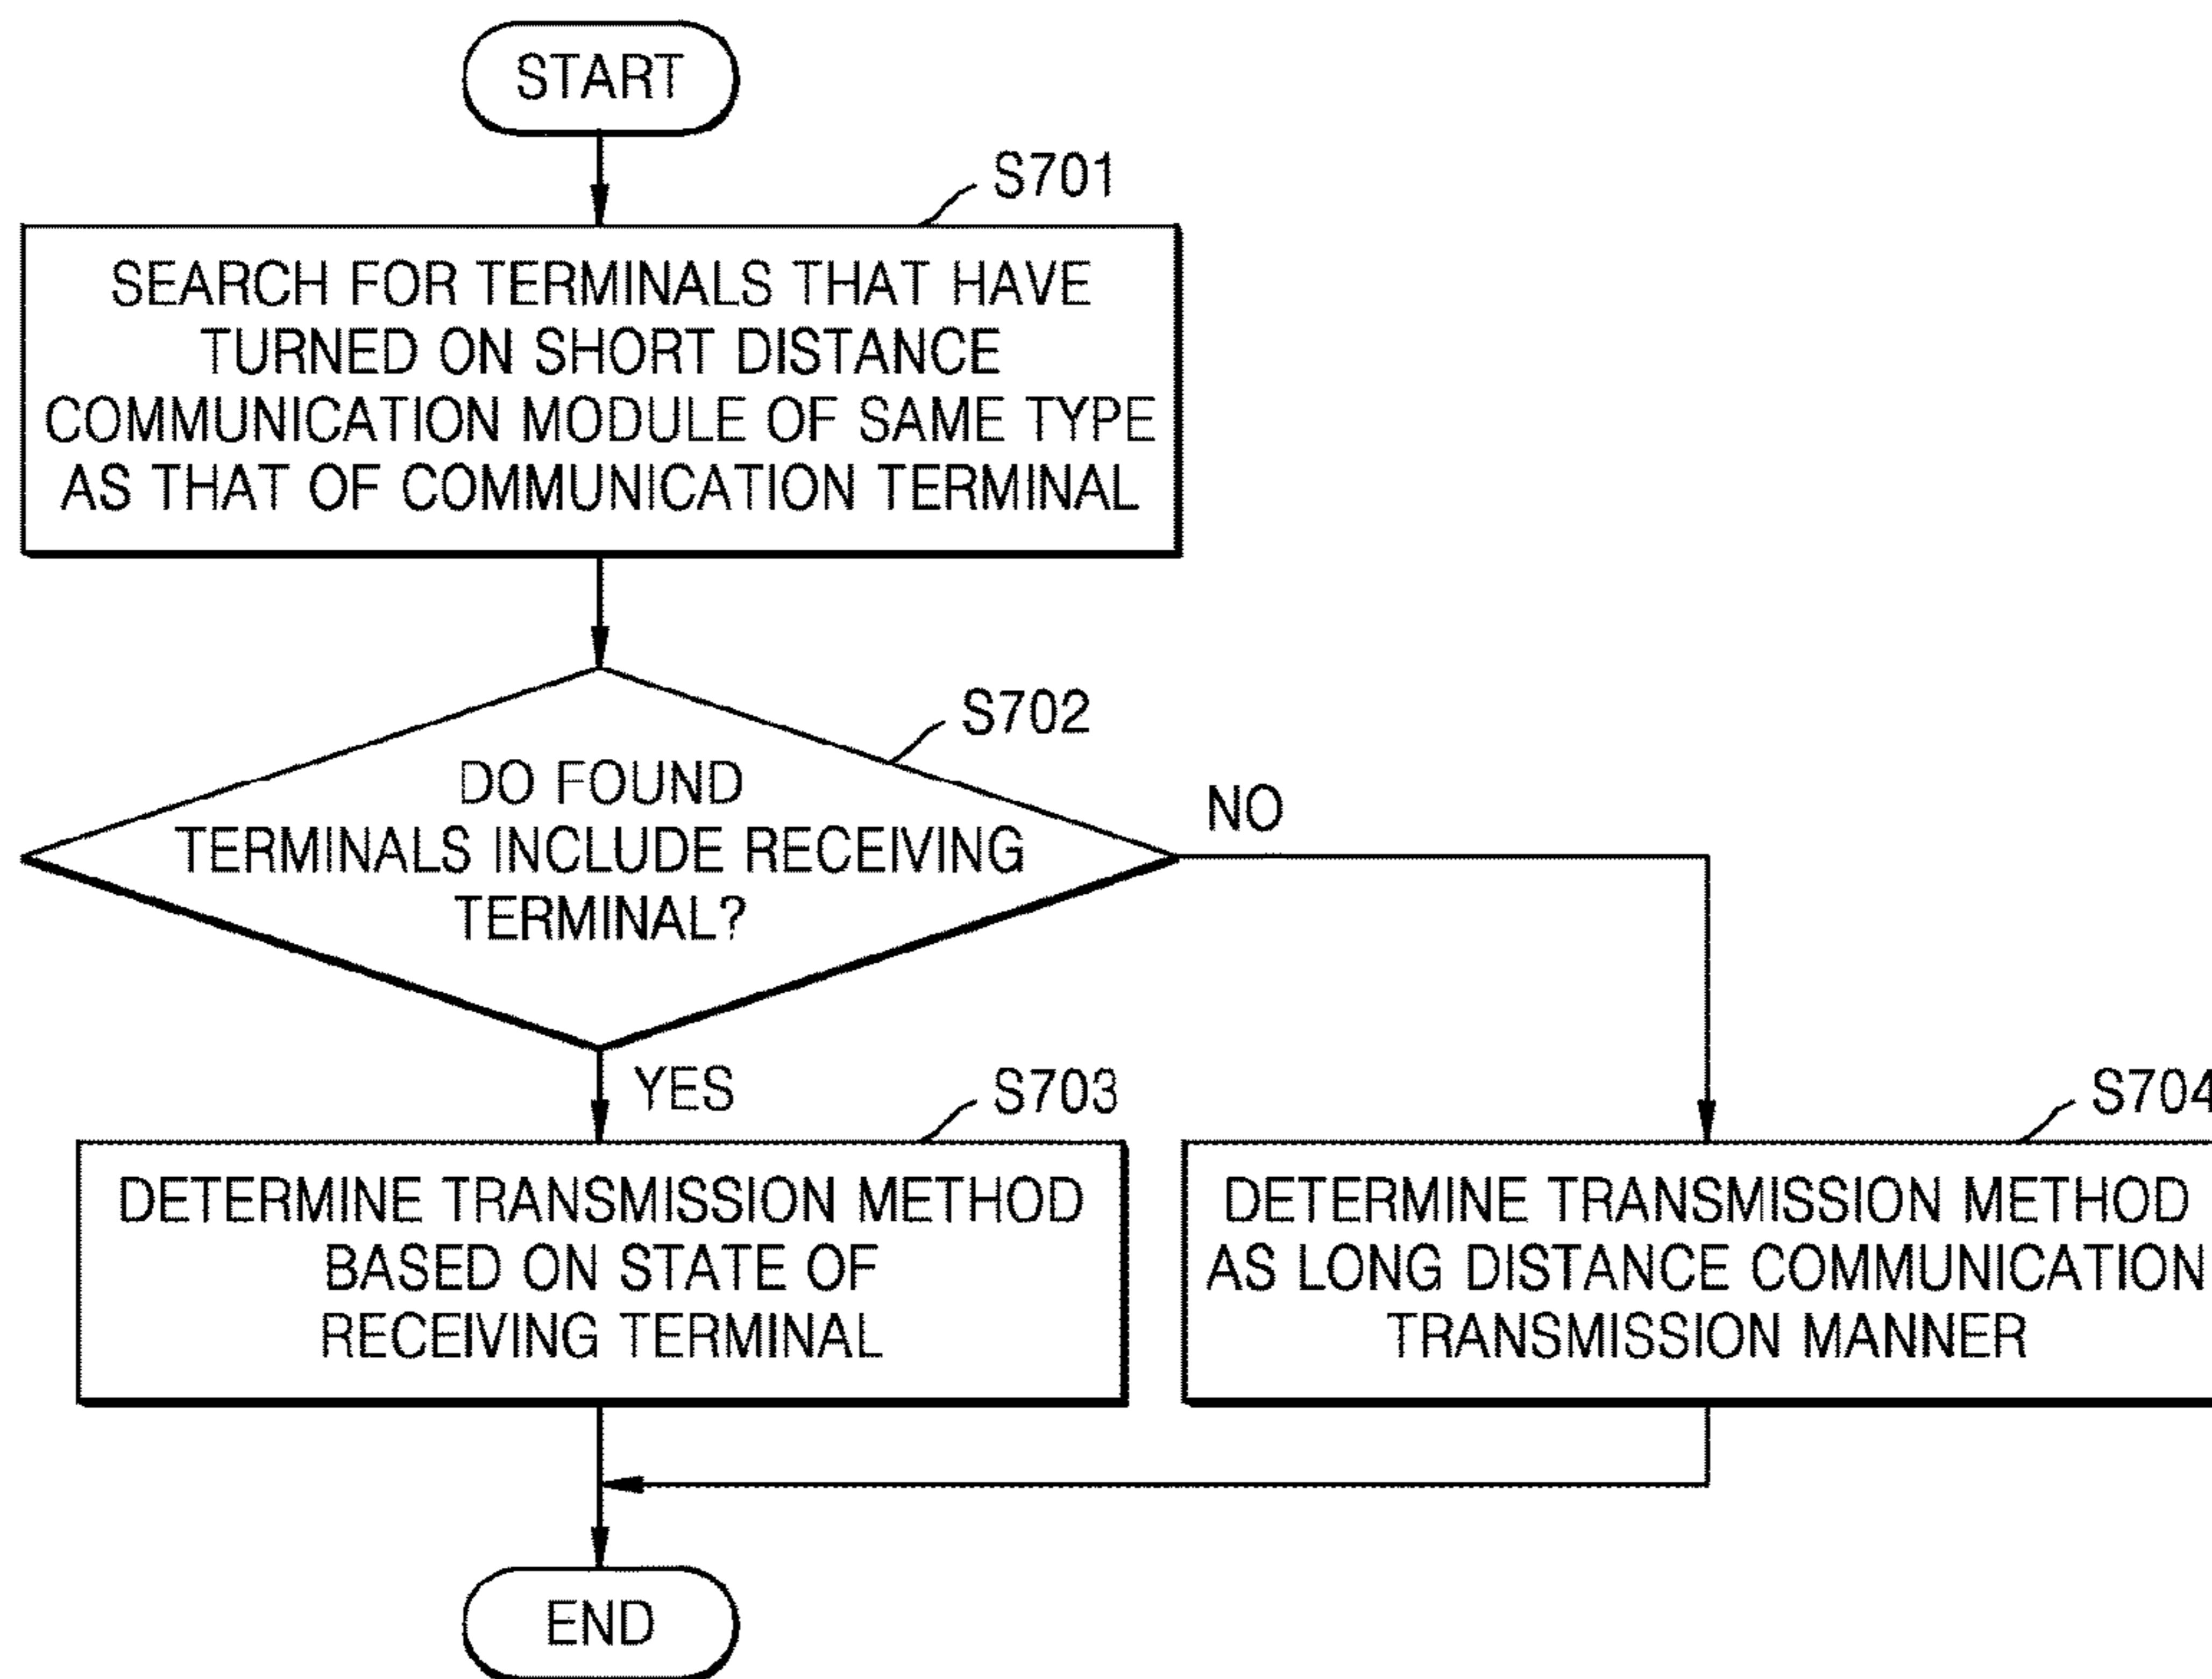 START
S701
SEARCH FOR TERMINALS THAT HAVE
TURNED ON SHORT DISTANCE
COMMUNICATION MODULE OF SAME TYPE
AS THAT OF COMMUNICATION TERMINAL
S702
DO FOUND
TERMINALS INCLUDE RECEIVING
TERMINAL?
NO
YES
S703
DETERMINE TRANSMISSION METHOD
BASED ON STATE OF
RECEIVING TERMINAL
S704
DETERMINE TRANSMISSION METHOD
AS LONG DISTANCE COMMUNICATION
TRANSMISSION MANNER
END